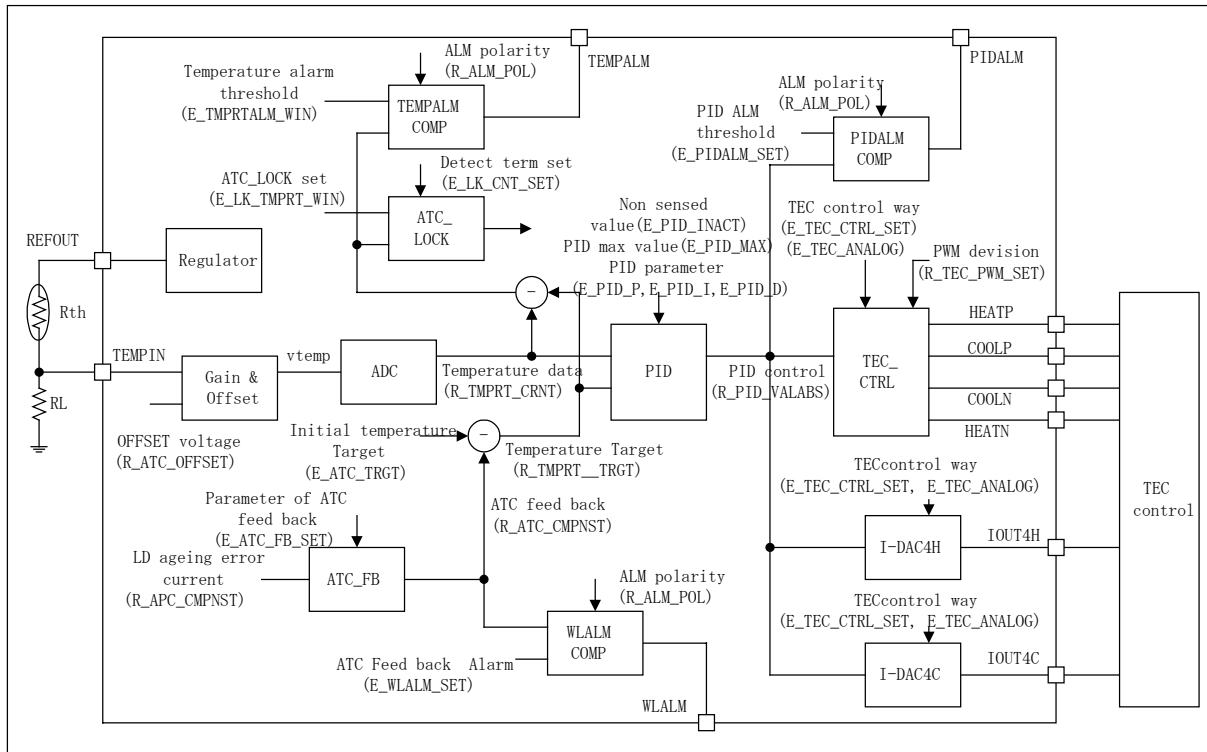 ALM polarity
(R_ALM_POL)
TEMPALM
PIDALM
Temperature alarm
threshold
(E_TMPRTALM_WIN)
TEMPALM
COMP
ALM polarity
(R_ALM_POL)
PID ALM
threshold
(E_PIDALM_SET)
PIDALM
COMP
Detect term set
(E_LK_CNT_SET)
ATC_LOCK set
(E_LK_TMPRT_WIN)
ATC_
LOCK
Non sensed
value(E_PID_INACT)
PID max value(E_PID_MAX)
PID parameter
(E_PID_P,E_PID_I,E_PID_D)
TEC control way
(E_TEC_CTRL_SET)
(E_TEC_ANALOG)
PWM devision
(R_TEC_PWM_SET)
REFOUT
Regulator
Rth
-
HEATP
TEMPIN
vtemp
COOLP
Gain &
Offset
ADC
Temperature data
(R_TMPRT_CRNT)
PID
PID control
(R_PID_VALABS)
TEC_
CTRL
COOLN
RL
HEATN
OFFSET voltage
(R_ATC_OFFSET)
Initial temperature
Target
(E_ATC_TRGT)
-
Temperature Target
(R_TMPRT__TRGT)
TECcontrol way
(E_TEC_CTRL_SET, E_TEC_ANALOG)
TEC
control
Parameter of ATC
feed back
(E_ATC_FB_SET)
ATC feed back
(R_ATC_CMPNST)
I-DAC4H
IOUT4H
LD ageing error
current
(R_APC_CMPNST)
ATC_FB
ALM polarity
(R_ALM_POL)
TECcontrol way
(E_TEC_CTRL_SET, E_TEC_ANALOG)
WLALM
COMP
ATC Feed back Alarm
(E_WLALM_SET)
I-DAC4C
IOUT4C
WLALM